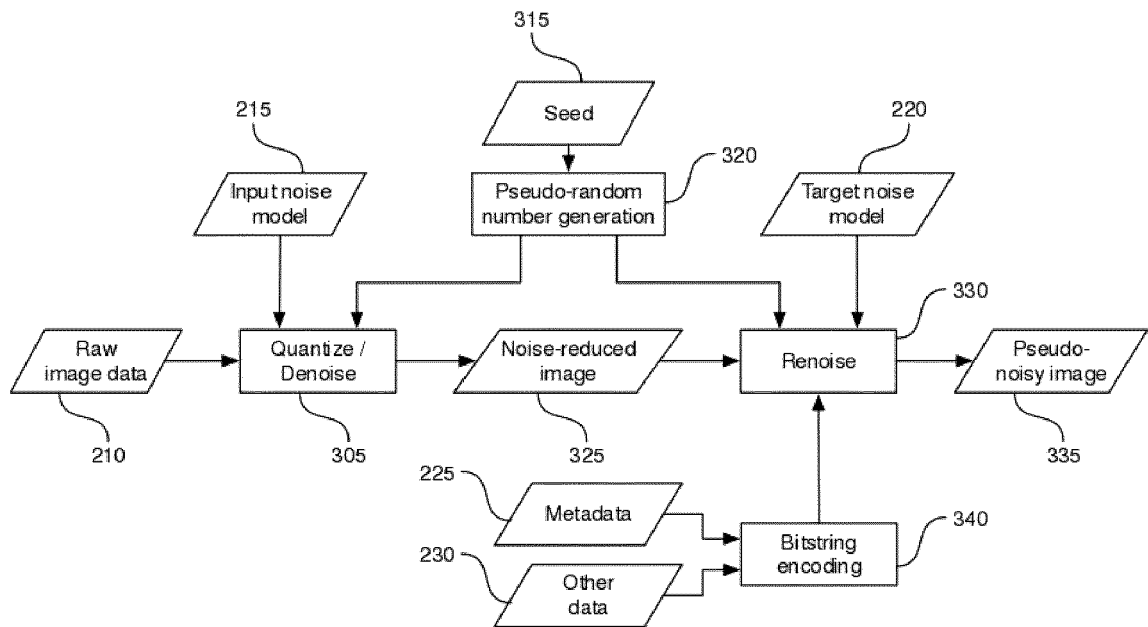 315
Seed
215
220
320
Input noise
model
Pseudo-random
number generation
Target noise
model
330
Raw
image data
Quantize /
Denoise
Noise-reduced
image
Renoise
Pseudo-
noisy image
210
305
325
335
225
Metadata
340
Bitstring
encoding
230
Other
data